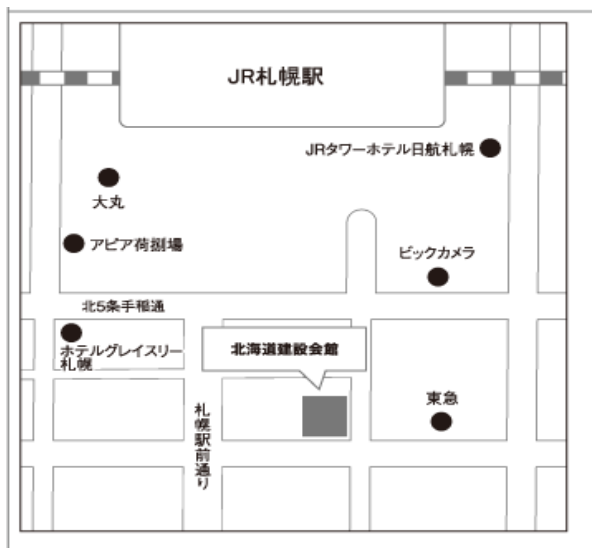 JR札幌駅
JRタワーホテル日航札幌
大丸
アピア荷捌場
ビックカメラ
北5条手稲通
ホテルグレイスリー
札幌
北海道建設会館
東急
札幌駅前通り